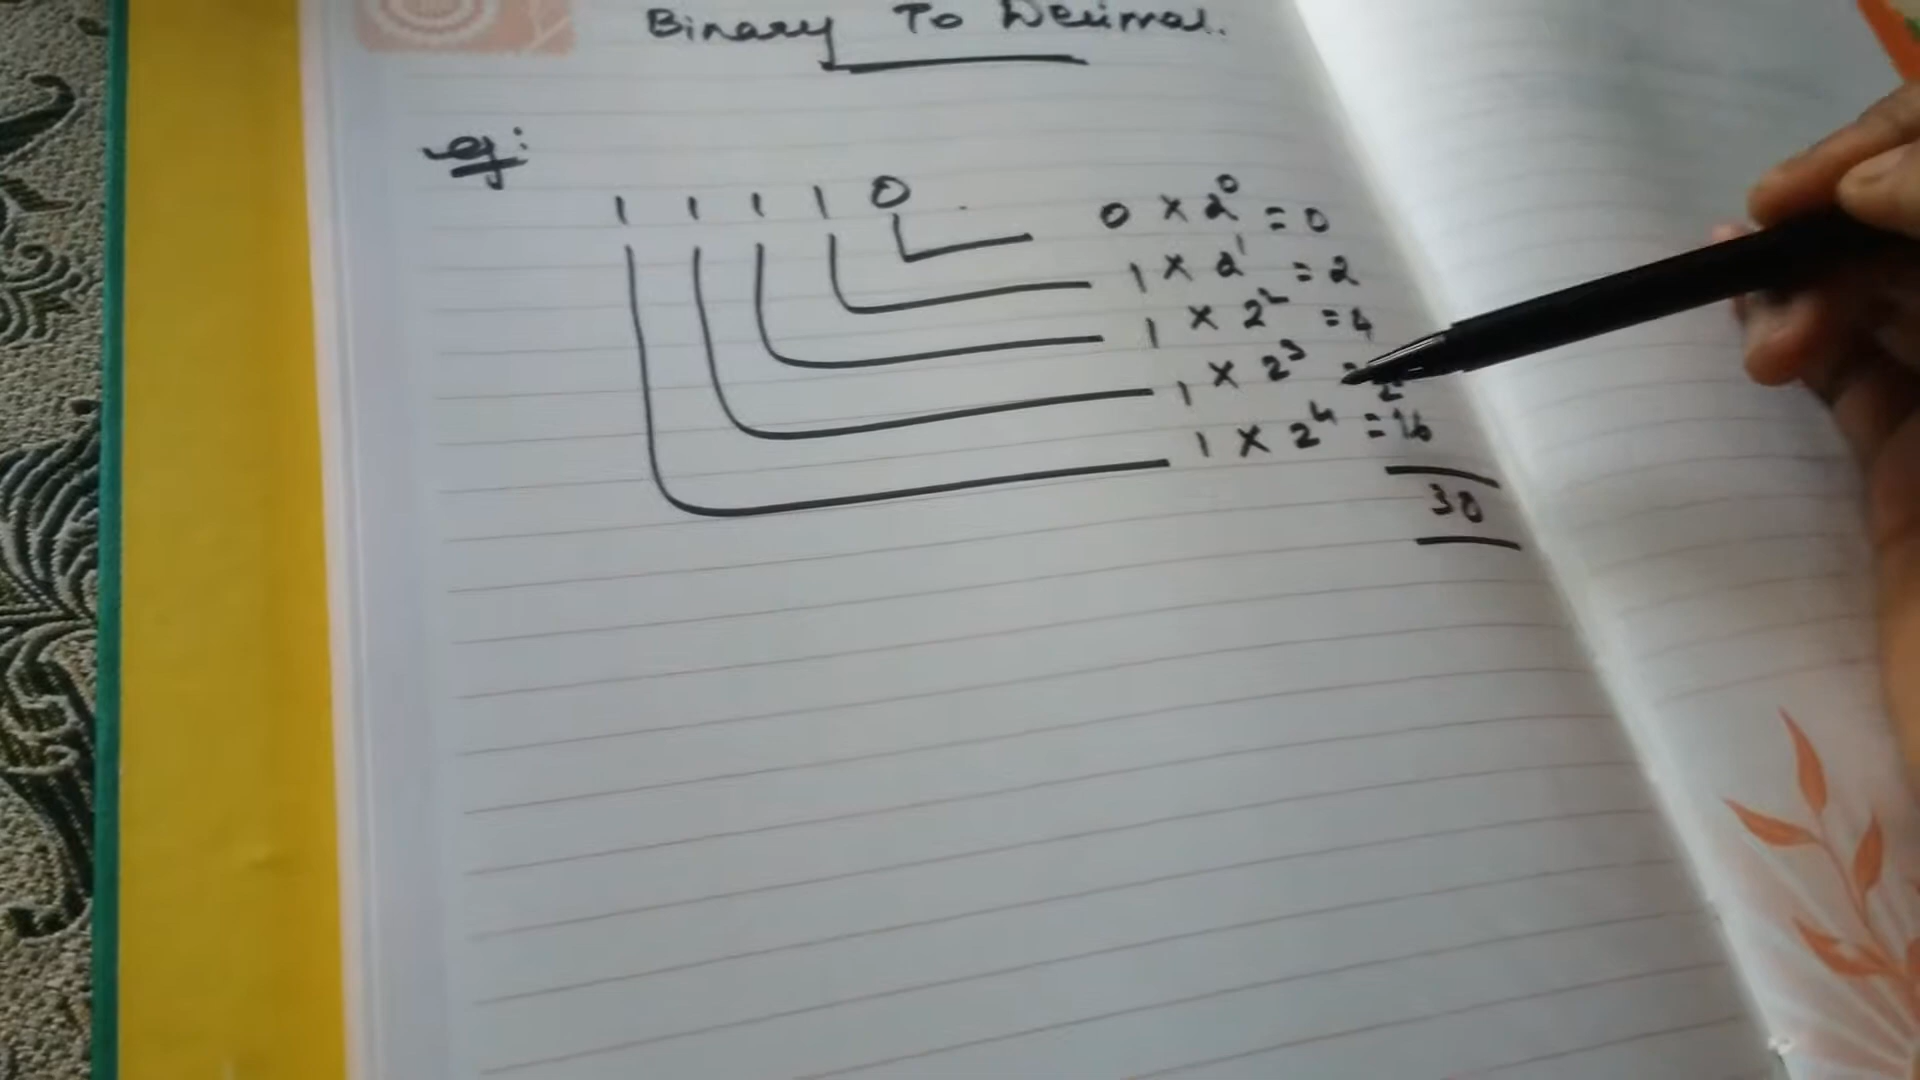 Binary To Decimal.
eg:
1 1 1 1 0
0 × 2⁰ = 0
1 × 2¹ = 2
1 × 2² = 4
1 × 2³ =
1 × 2⁴ = 16
30